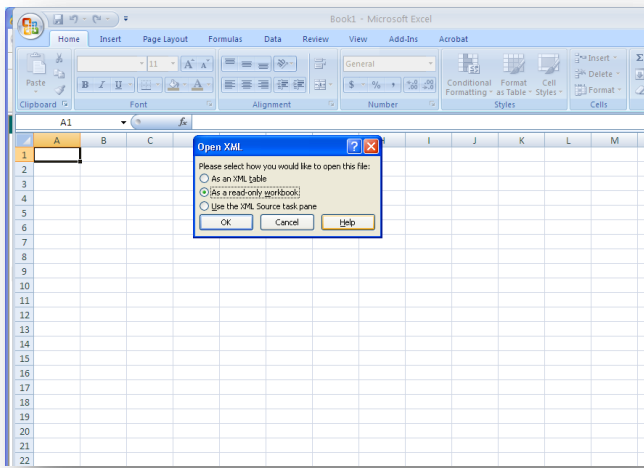 Book1 - Microsoft Excel
Home Insert Page Layout Formulas Data Review View Add-Ins Acrobat
Paste
11 A A
General
Insert
B I U
A
$ % ,
Conditional Formatting
Format as Table
Cell Styles
Delete
Format
Clipboard Font Alignment Number Styles Cells
A1 fx
A B C H I J K L M
Open XML
Please select how you would like to open this file:
As an XML table
As a read-only workbook
Use the XML Source task pane
OK Cancel Help
1
2
3
4
5
6
7
8
9
10
11
12
13
14
15
16
17
18
19
20
21
22